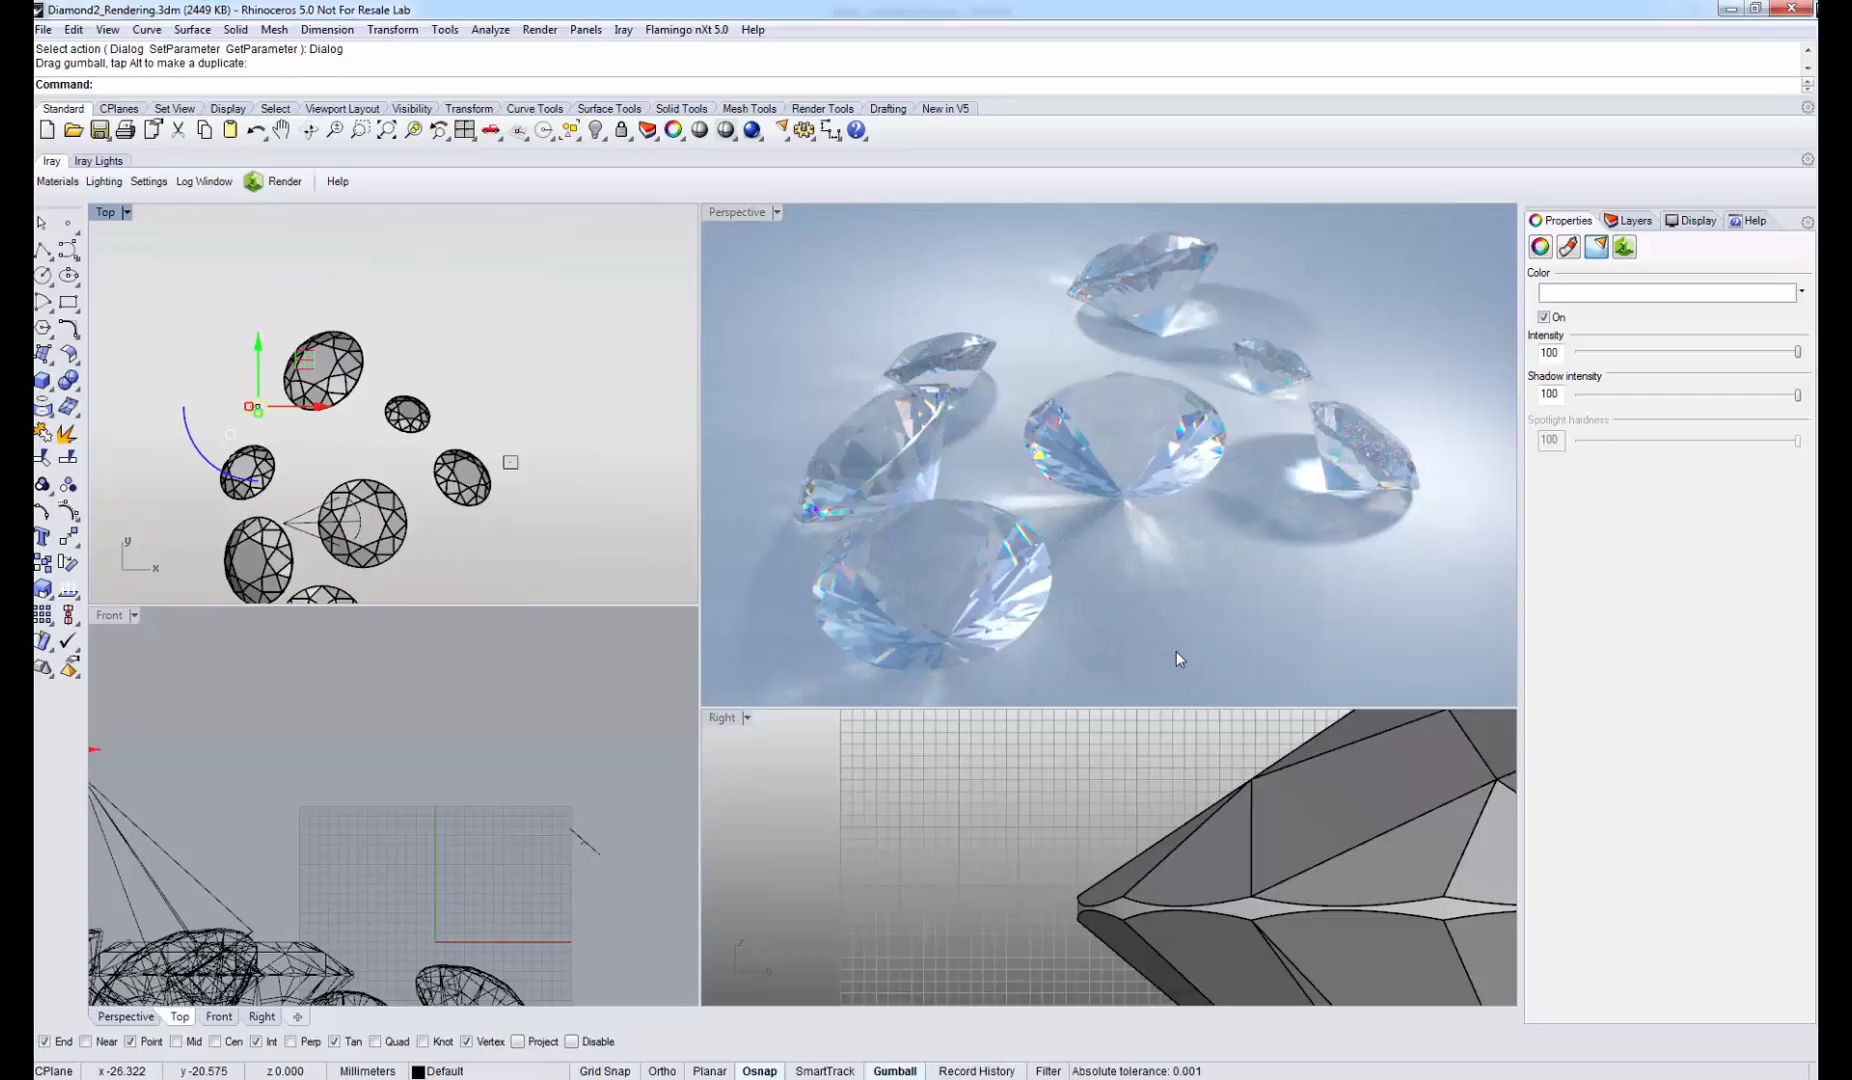 Diamond2_Rendering.3dm (2449 KB) - Rhinoceros 5.0 Not For Resale Lab
File Edit View Curve Surface Solid Mesh Dimension Transform Tools Analyze Render Panels Iray Flamingo nXt 5.0 Help
Select action ( Dialog SetParameter GetParameter ): Dialog
Drag gumball, tap Alt to make a duplicate:
Command:
Standard CPlanes Set View Display Select Viewport Layout Visibility Transform Curve Tools Surface Tools Solid Tools Mesh Tools Render Tools Drafting New in V5
Iray Iray Lights
Materials Lighting Settings Log Window Render Help
Top
Perspective
Properties Layers Display Help
Color
On
Intensity
100
Shadow intensity
100
Spotlight hardness
100
y
x
Front
Right
z
y
Perspective Top Front Right
End Near Point Mid Cen Int Perp Tan Quad Knot Vertex Project Disable
CPlane x -26.322 y -20.575 z 0.000 Millimeters Default Grid Snap Ortho Planar Osnap SmartTrack Gumball Record History Filter Absolute tolerance: 0.001